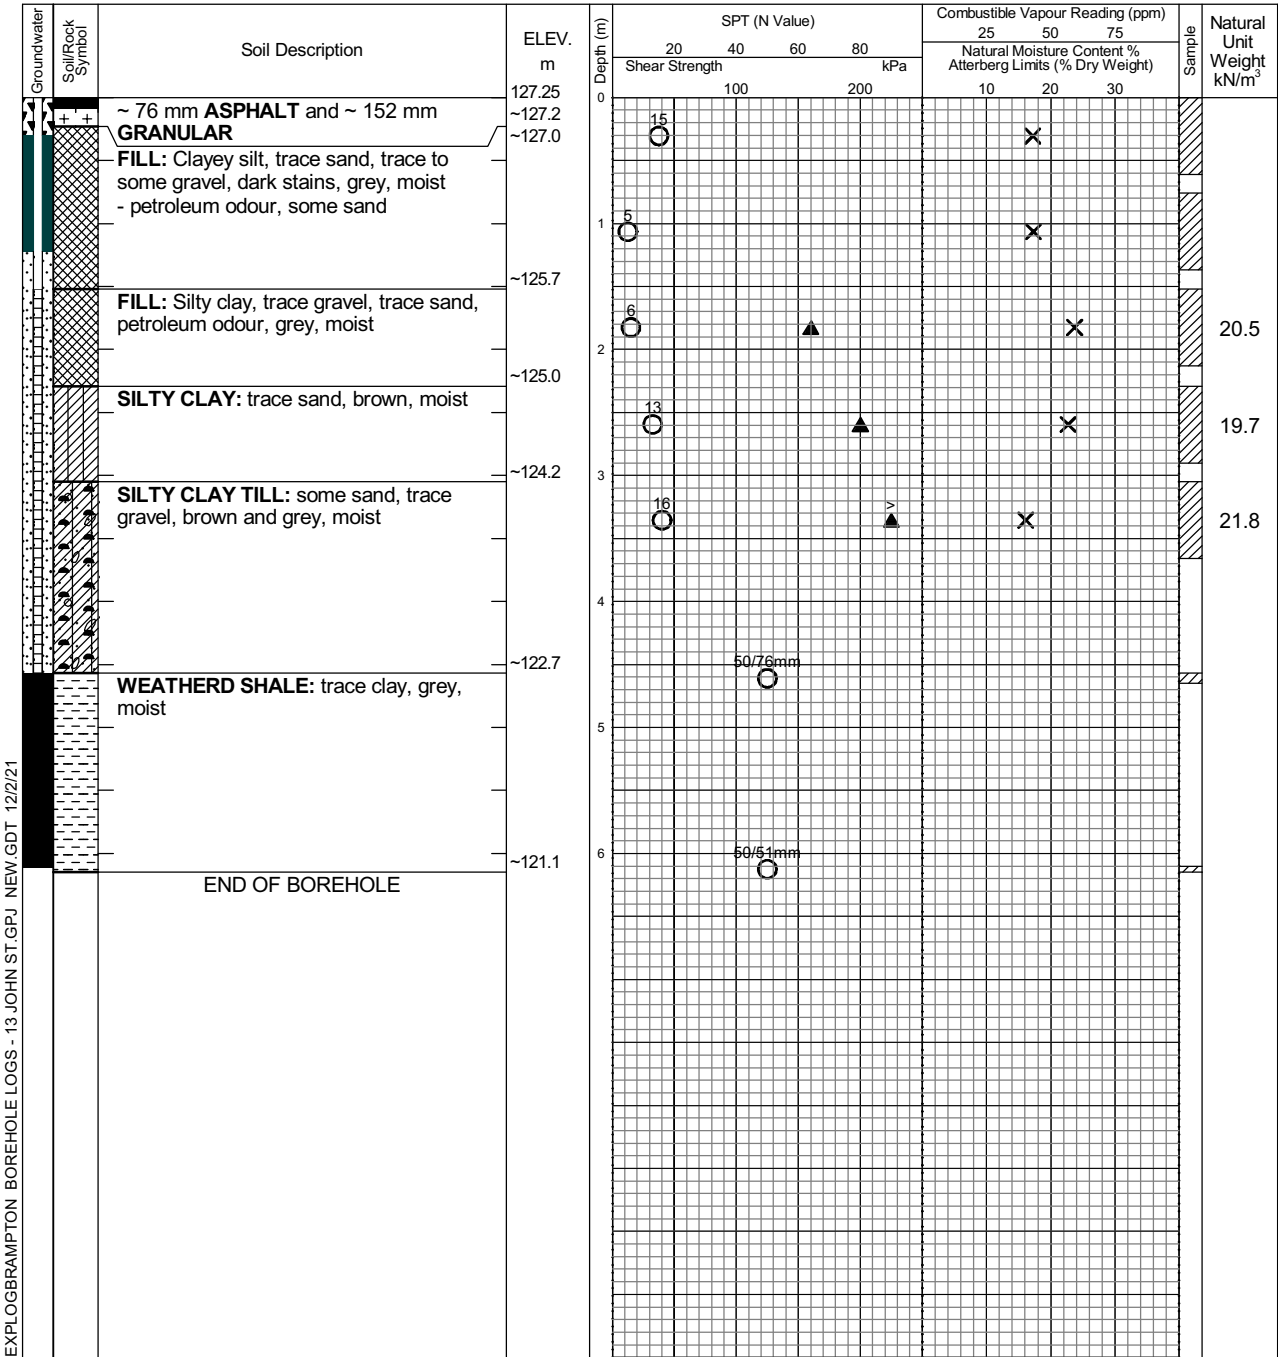 Groundwater
Soil/Rock
Symbol
Soil Description
ELEV.
m
127.25
Depth (m)
0
SPT (N Value)
20 40 60 80
Shear Strength kPa
100 200
Combustible Vapour Reading (ppm)
25 50 75
Natural Moisture Content %
Atterberg Limits (% Dry Weight)
10 20 30
Sample
Natural
Unit
Weight
kN/m³
~ 76 mm ASPHALT and ~ 152 mm
GRANULAR
~127.2
~127.0
15
FILL: Clayey silt, trace sand, trace to
some gravel, dark stains, grey, moist
- petroleum odour, some sand
1
5
~125.7
FILL: Silty clay, trace gravel, trace sand,
petroleum odour, grey, moist
6
20.5
2
~125.0
SILTY CLAY: trace sand, brown, moist
13
19.7
~124.2
3
SILTY CLAY TILL: some sand, trace
gravel, brown and grey, moist
16
>
21.8
4
~122.7
50/76mm
WEATHERD SHALE: trace clay, grey,
moist
5
~121.1
6
50/51mm
END OF BOREHOLE
EXPLOGBRAMPTON BOREHOLE LOGS - 13 JOHN ST.GPJ NEW.GDT 12/2/21